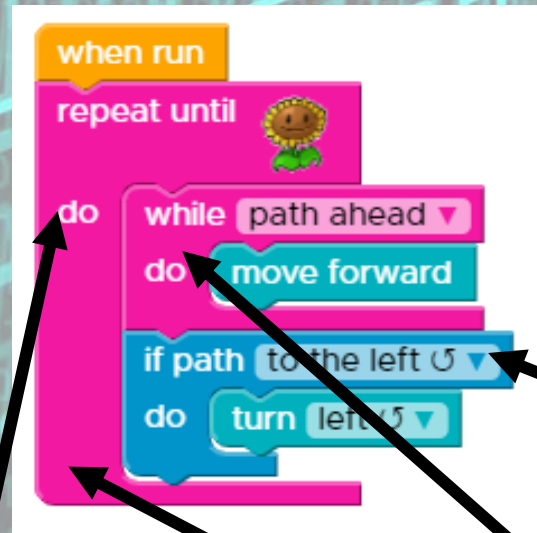 when run
repeat until
do while path ahead ▼
do move forward
if path to the left ↺ ▼
do turn left ↺ ▼